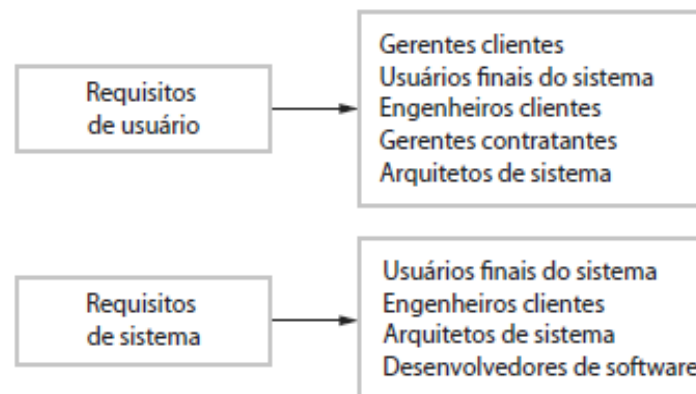 Requisitos
de usuário
Gerentes clientes
Usuários finais do sistema
Engenheiros clientes
Gerentes contratantes
Arquitetos de sistema
Requisitos
de sistema
Usuários finais do sistema
Engenheiros clientes
Arquitetos de sistema
Desenvolvedores de software